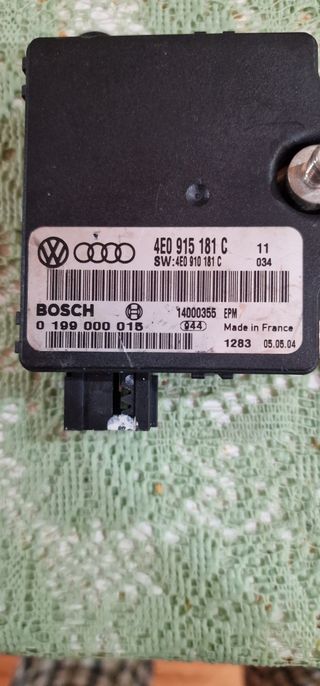 4E0 915 181 C 11
SW:4E0 910 181 C 034
BOSCH 14000355 EPM
0 199 000 015 944 Made in France
1283 05.05.04